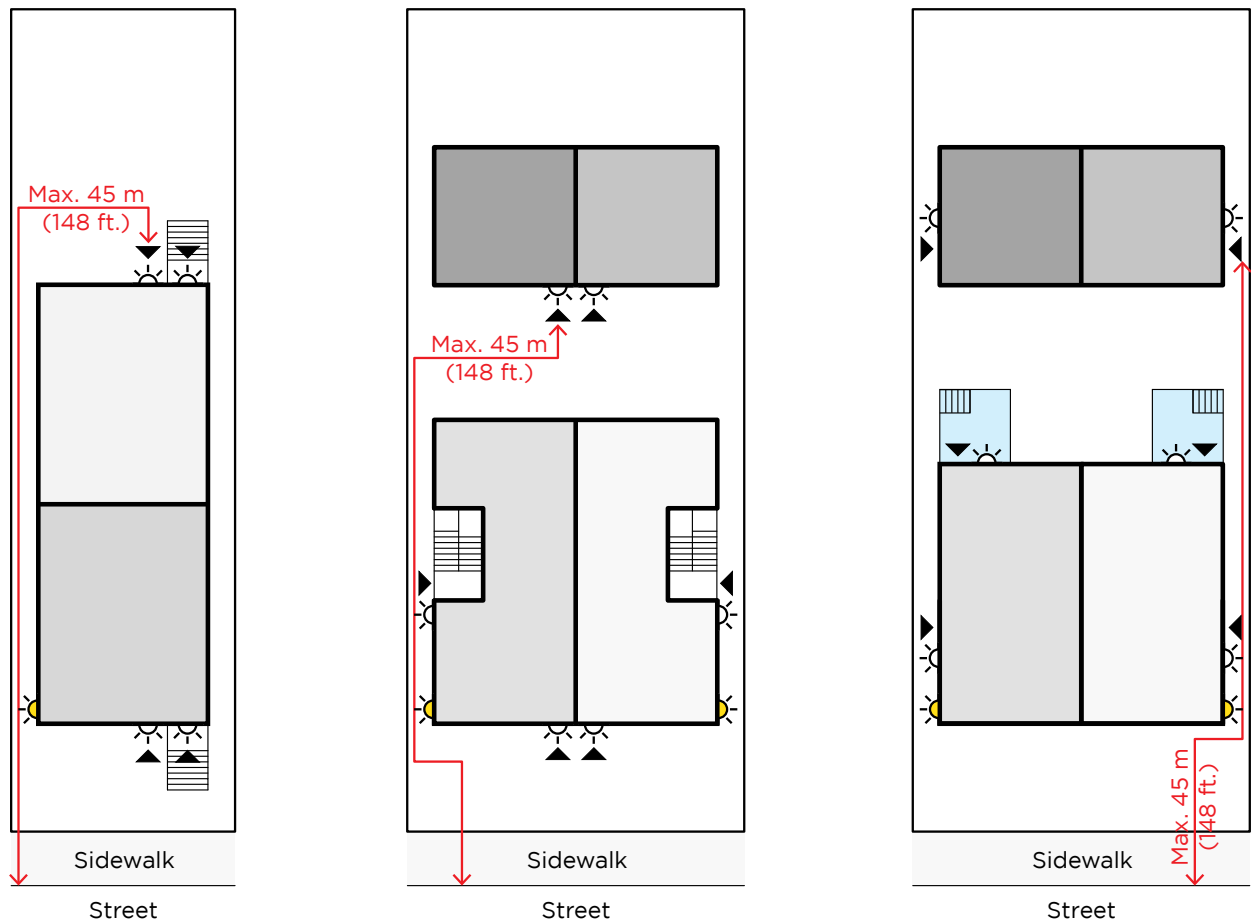 Max. 45 m
(148 ft.)
Sidewalk
Street
Max. 45 m
(148 ft.)
Sidewalk
Street
Max. 45 m
(148 ft.)
Sidewalk
Street